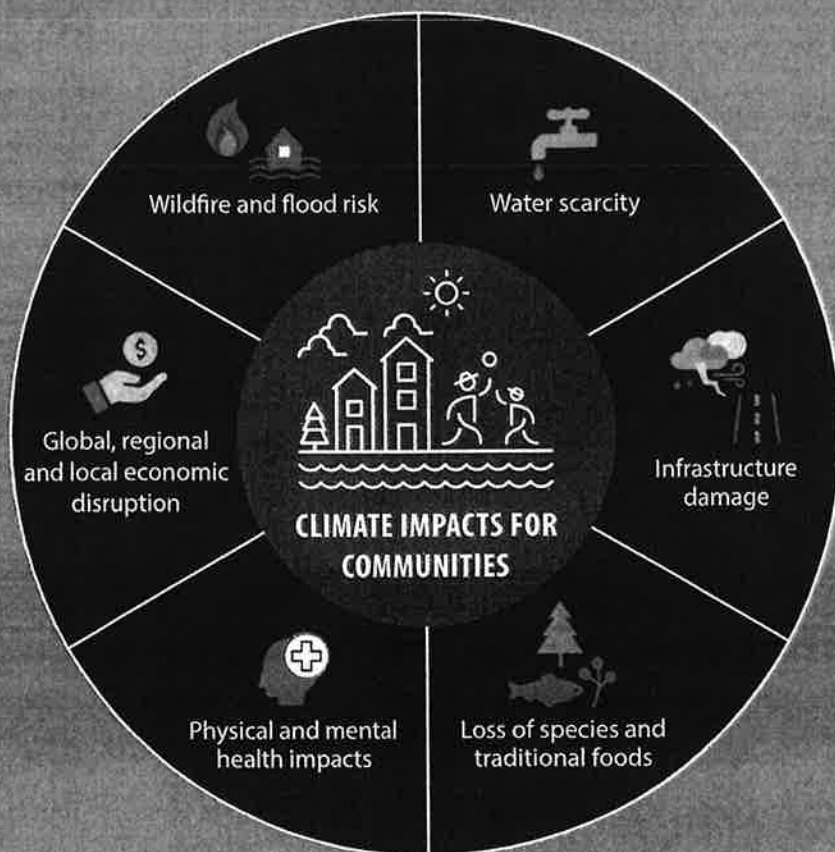 Wildfire and flood risk
Water scarcity
$
Global, regional
and local economic
disruption
Infrastructure
damage
CLIMATE IMPACTS FOR
COMMUNITIES
Physical and mental
health impacts
Loss of species and
traditional foods